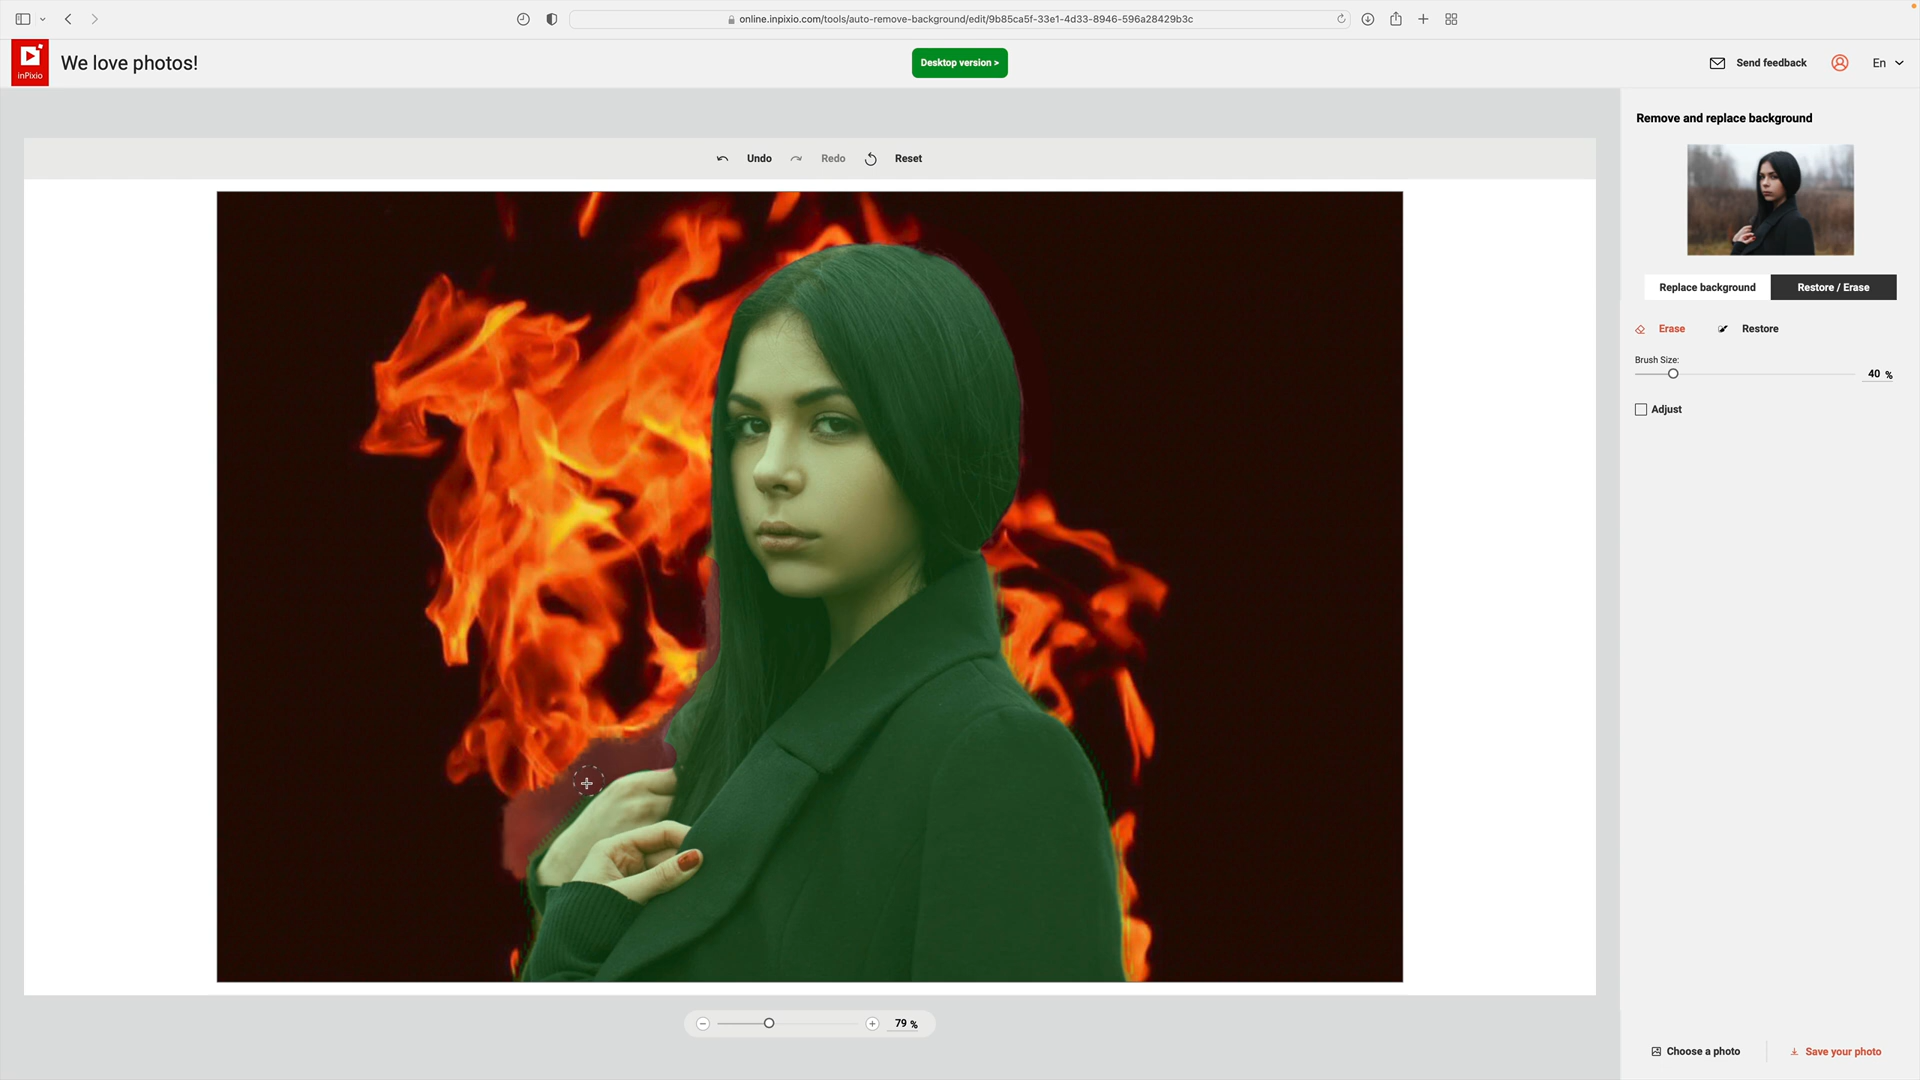 online.inpixio.com/tools/auto-remove-background/edit/9b85ca5f-33e1-4d33-8946-596a28429b3c
inPixio
We love photos!
Desktop version >
Send feedback
En
Undo
Redo
Reset
Remove and replace background
Replace background
Restore / Erase
Erase
Restore
Brush Size:
40 %
Adjust
79 %
Choose a photo
Save your photo